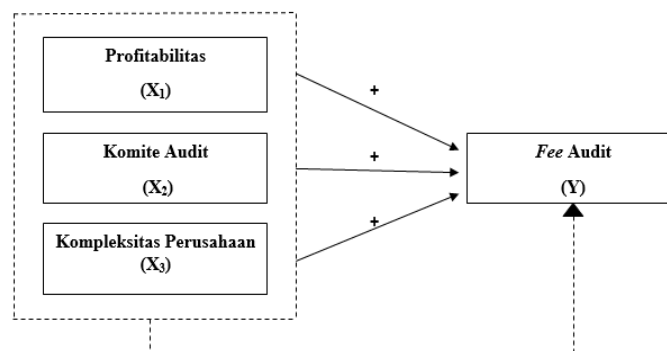 Profitabilitas
(X₁)
+
Komite Audit
(X₂)
+
Fee Audit
(Y)
Kompleksitas Perusahaan
(X₃)
+